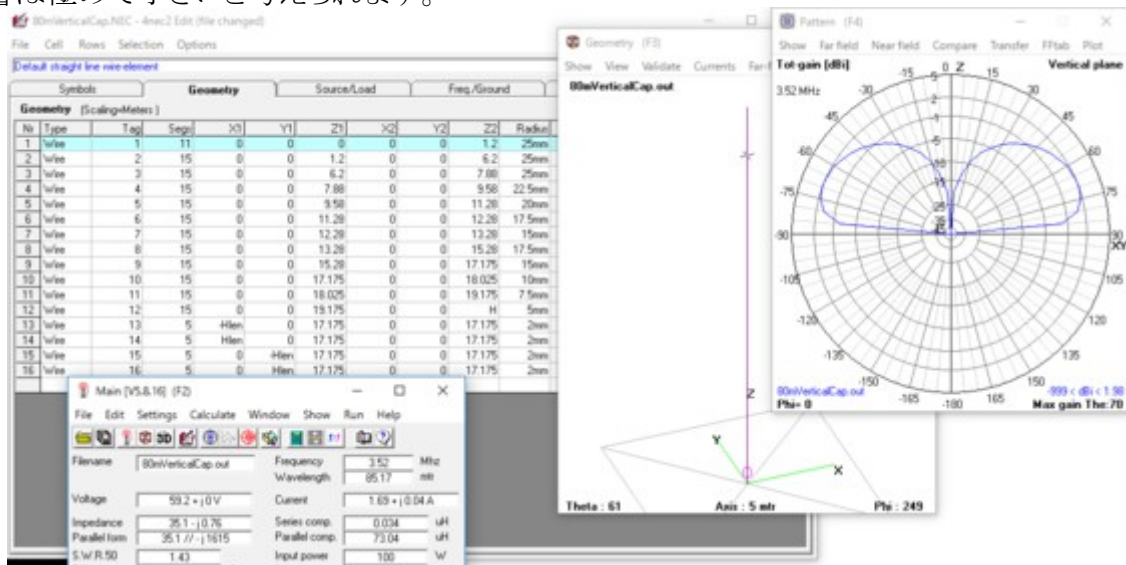 80mVerticalCap.NEC - 4nec2 Edit (file changed)
File Cell Rows Selection Options
Default straight line wire-element
Symbols Geometry Source/Load Freq./Ground
Geometry (Scaling=Meters)
Nr Type Tag Segs X1 Y1 Z1 X2 Y2 Z2 Radius
1 Wire 1 11 0 0 0 0 0 1.2 25mm
2 Wire 2 15 0 0 1.2 0 0 6.2 25mm
3 Wire 3 15 0 0 6.2 0 0 7.88 25mm
4 Wire 4 15 0 0 7.88 0 0 9.58 22.5mm
5 Wire 5 15 0 0 9.58 0 0 11.28 20mm
6 Wire 6 15 0 0 11.28 0 0 12.28 17.5mm
7 Wire 7 15 0 0 12.28 0 0 13.28 15mm
8 Wire 8 15 0 0 13.28 0 0 15.28 17.5mm
9 Wire 9 15 0 0 15.28 0 0 17.175 15mm
10 Wire 10 15 0 0 17.175 0 0 18.025 10mm
11 Wire 11 15 0 0 18.025 0 0 19.175 7.5mm
12 Wire 12 15 0 0 19.175 0 0 H 5mm
13 Wire 13 5 -Hlen 0 17.175 0 0 17.175 2mm
14 Wire 14 5 Hlen 0 17.175 0 0 17.175 2mm
15 Wire 15 5 0 -Hlen 17.175 0 0 17.175 2mm
16 Wire 16 5 0 Hlen 17.175 0 0 17.175 2mm
Main [V5.8.16] (F2)
File Edit Settings Calculate Window Show Run Help
3D
Filename 80mVerticalCap.out Frequency 3.52 Mhz
Wavelength 85.17 mtr
Voltage 59.2 + j 0 V Current 1.69 + j 0.04 A
Impedance 35.1 - j 0.76 Series comp. 0.034 uH
Parallel form 35.1 // - j 1615 Parallel comp. 73.04 uH
S.W.R.50 1.43 Input power 100 W
Geometry (F3)
Show View Validate Currents Far-f
80mVerticalCap.out
Z
Y
X
Theta : 61 Axis : 5 mtr Phi : 249
Pattern (F4)
Show Far field Near field Compare Transfer FFtab Plot
Tot-gain [dBi] Vertical plane
3.52 MHz
-15 0 Z 15
-30 30
-45 45
-60 60
-75 75
-90 90
XY
-105 105
-120 120
-135 135
-150 150
-165 -180 165
80mVerticalCap.out -999 < dBi < 1.98
Phi= 0 Max gain The:70